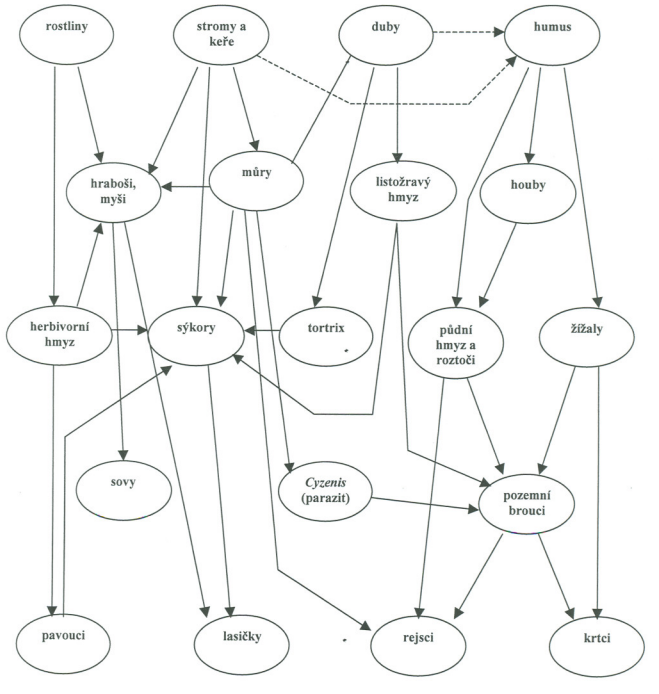 rostliny
stromy a
keře
duby
humus
hraboši,
myši
můry
listožravý
hmyz
houby
herbivorní
hmyz
sýkory
tortrix
půdní
hmyz a
roztoči
žížaly
sovy
Cyzenis
(parazit)
pozemní
brouci
pavouci
lasičky
rejsci
krtci